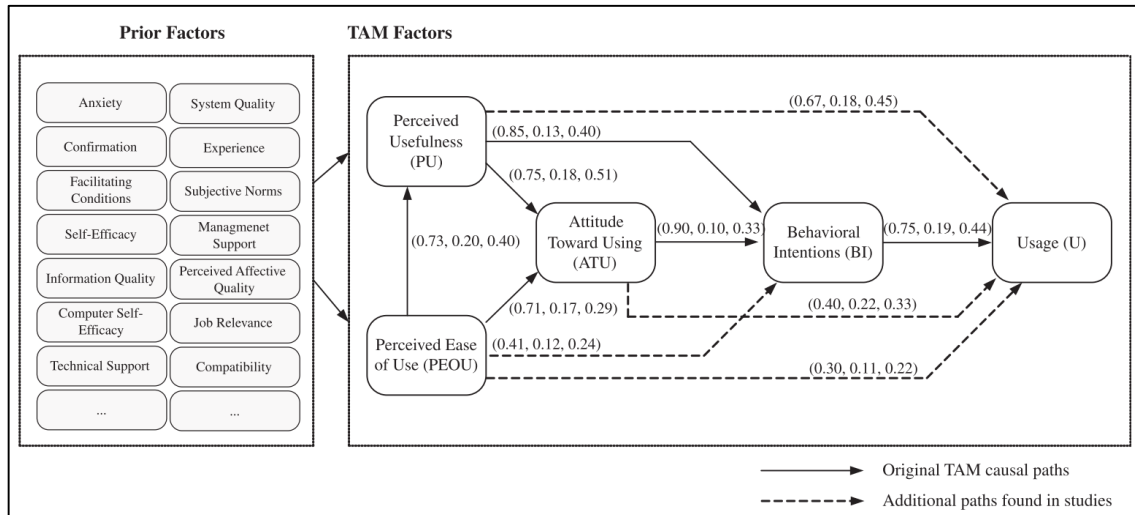 Prior Factors
TAM Factors
Anxiety
System Quality
Confirmation
Experience
Facilitating
Conditions
Subjective Norms
Self-Efficacy
Managmenet
Support
Information Quality
Perceived Affective
Quality
Computer Self-
Efficacy
Job Relevance
Technical Support
Compatibility
...
...
Perceived
Usefulness
(PU)
(0.67, 0.18, 0.45)
(0.85, 0.13, 0.40)
(0.75, 0.18, 0.51)
(0.73, 0.20, 0.40)
Attitude
Toward Using
(ATU)
(0.90, 0.10, 0.33)
Behavioral
Intentions (BI)
(0.75, 0.19, 0.44)
Usage (U)
(0.71, 0.17, 0.29)
(0.40, 0.22, 0.33)
Perceived Ease
of Use (PEOU)
(0.41, 0.12, 0.24)
(0.30, 0.11, 0.22)
Original TAM causal paths
Additional paths found in studies